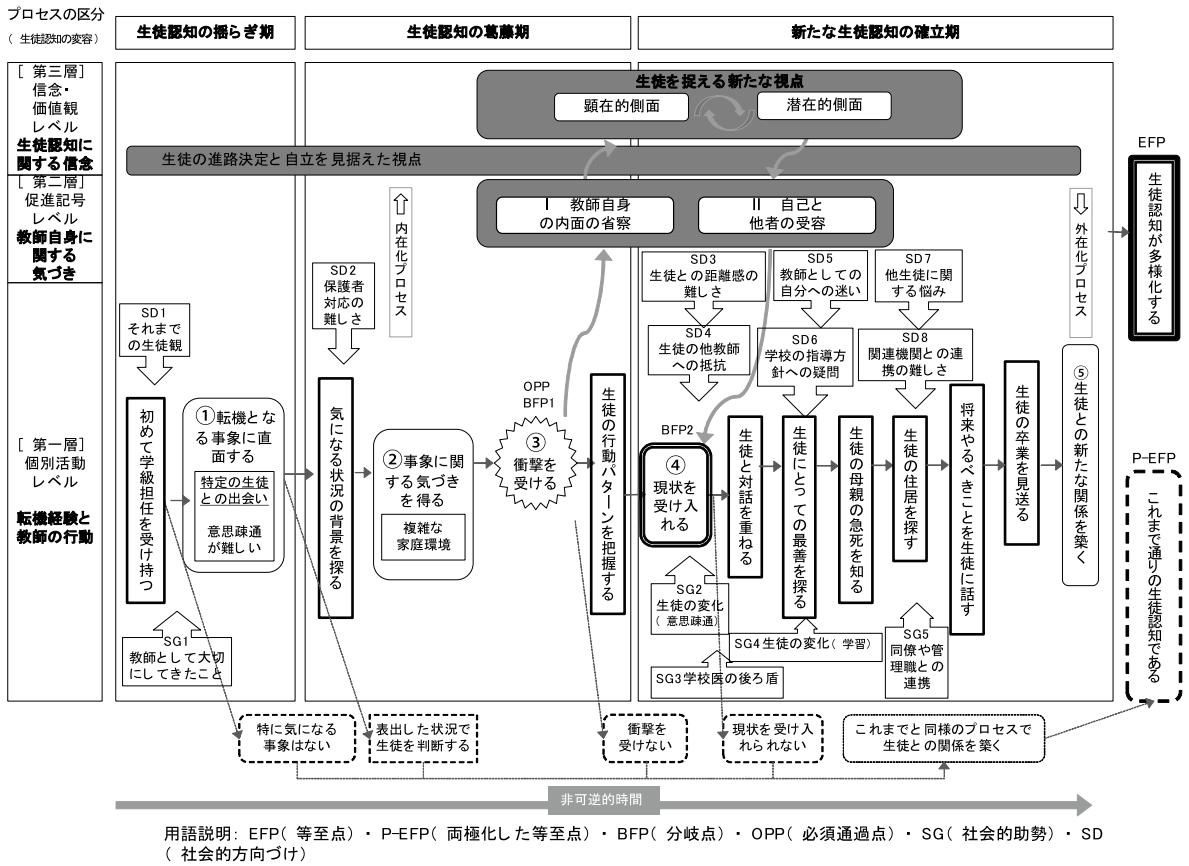 プロセスの区分
( 生徒認知の変容)
生徒認知の揺らぎ期
生徒認知の葛藤期
新たな生徒認知の確立期
[ 第三層]
信念・
価値観
レベル
生徒認知に
関する信念
[ 第二層]
促進記号
レベル
教師自身に
関する
気づき
[ 第一層]
個別活動
レベル
転機経験と
教師の行動
生徒を捉える新たな視点
顕在的側面
潜在的側面
生徒の進路決定と自立を見据えた視点
Ⅰ 教師自身
の内面の省察
Ⅱ 自己と
他者の受容
内在化プロセス
外在化プロセス
EFP
生徒認知が多様化する
SD1
それまで
の生徒観
SD2
保護者
対応の
難しさ
SD3
生徒との距離感の
難しさ
SD4
生徒の他教師
への抵抗
SD5
教師としての
自分への迷い
SD6
学校の指導方
針への疑問
SD7
他生徒に関
する悩み
SD8
関連機関との連
携の難しさ
初めて学級担任を受け持つ
①転機とな
る事象に直
面する
特定の生徒
との出会い
意思疎通
が難しい
気になる状況の背景を探る
②事象に関
する気づき
を得る
複雑な
家庭環境
OPP
BFP1
③
衝撃を
受ける
生徒の行動パターンを把握する
BFP2
④
現状を
受け入
れる
生徒と対話を重ねる
生徒にとっての最善を探る
生徒の母親の急死を知る
生徒の住居を探す
将来やるべきことを生徒に話す
生徒の卒業を見送る
⑤生徒との新たな関係を築く
P-EFP
これまで通りの生徒認知である
SG1
教師として大切
にしてきたこと
SG2
生徒の変化
( 意思疎通)
SG3学校医の後ろ盾
SG4生徒の変化( 学習)
SG5
同僚や管
理職との
連携
特に気になる
事象はない
表出した状況で
生徒を判断する
衝撃を
受けない
現状を受け入
れられない
これまでと同様のプロセスで
生徒との関係を築く
非可逆的時間
用語説明: EFP( 等至点) ・ P-EFP( 両極化した等至点) ・ BFP( 分岐点) ・ OPP( 必須通過点) ・ SG( 社会的助勢) ・ SD
( 社会的方向づけ)